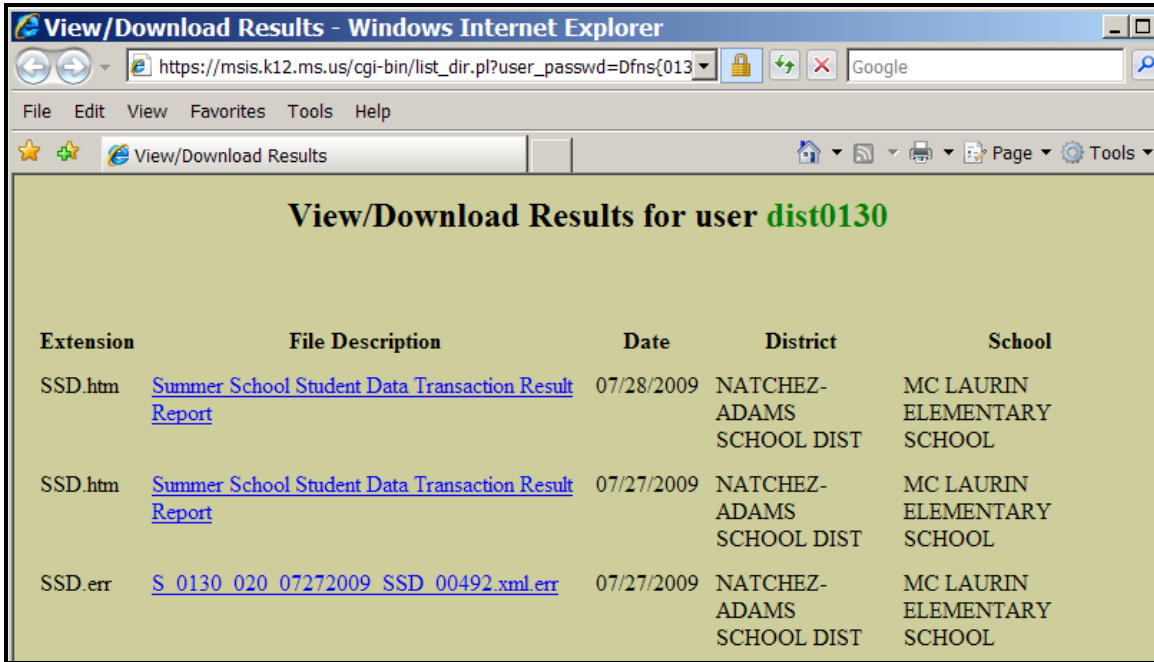 View/Download Results - Windows Internet Explorer
https://msis.k12.ms.us/cgi-bin/list_dir.pl?user_passwd=Dfns{013
Google
File Edit View Favorites Tools Help
View/Download Results
Page Tools
View/Download Results for user dist0130
Extension File Description Date District School
SSD.htm Summer School Student Data Transaction Result 07/28/2009 NATCHEZ- MC LAURIN
Report ADAMS ELEMENTARY
SCHOOL DIST SCHOOL
SSD.htm Summer School Student Data Transaction Result 07/27/2009 NATCHEZ- MC LAURIN
Report ADAMS ELEMENTARY
SCHOOL DIST SCHOOL
SSD.err S_0130_020_07272009_SSD_00492.xml.err 07/27/2009 NATCHEZ- MC LAURIN
ADAMS ELEMENTARY
SCHOOL DIST SCHOOL